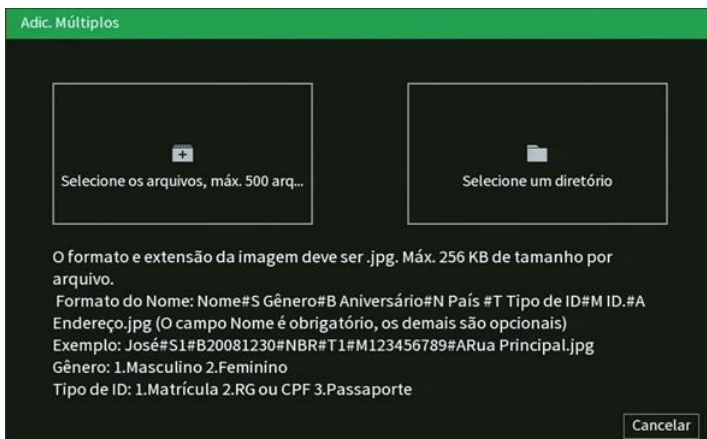 Adic. Múltiplos
Selecione os arquivos, máx. 500 arq...
Selecione um diretório
O formato e extensão da imagem deve ser .jpg. Máx. 256 KB de tamanho por
arquivo.
Formato do Nome: Nome#S Gênero#B Aniversário#N País #T Tipo de ID#M ID.#A
Endereço.jpg (O campo Nome é obrigatório, os demais são opcionais)
Exemplo: José#S1#B20081230#NBR#T1#M123456789#ARua Principal.jpg
Gênero: 1.Masculino 2.Feminino
Tipo de ID: 1.Matrícula 2.RG ou CPF 3.Passaporte
Cancelar